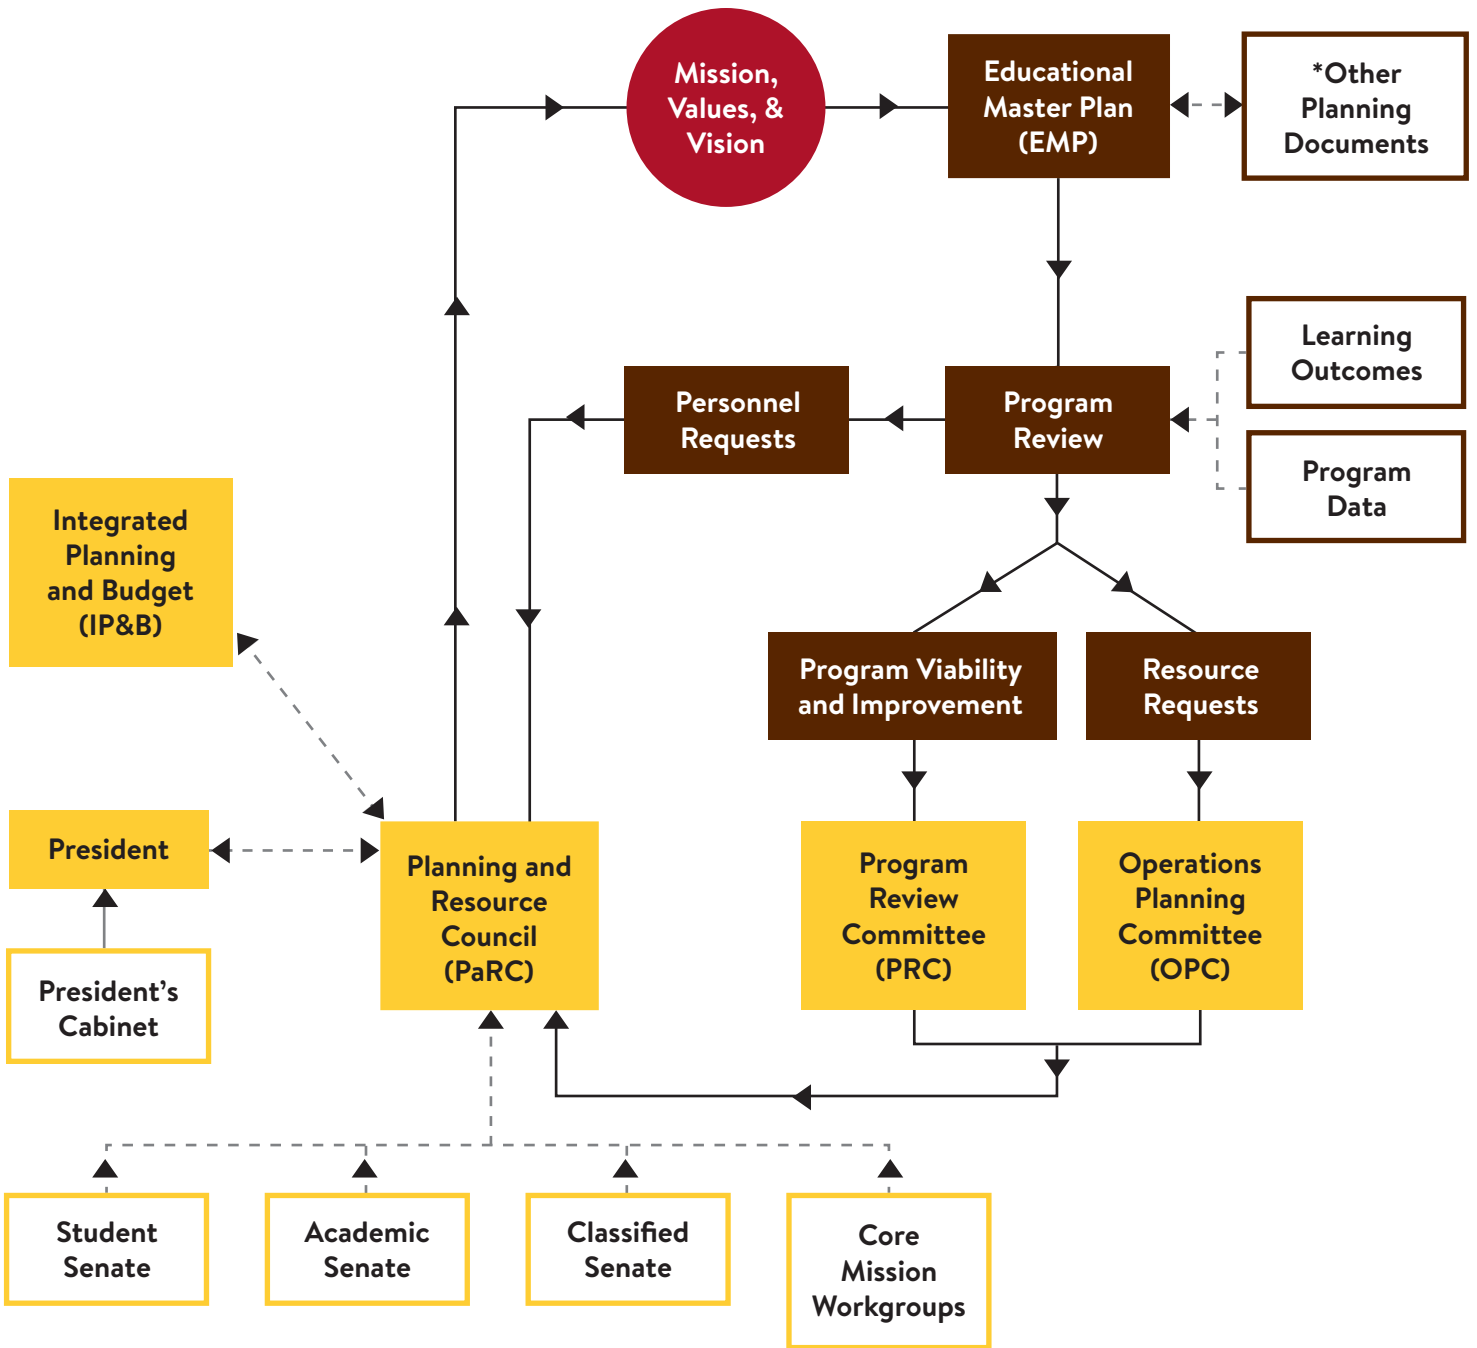 Mission,
Values, &
Vision
Educational
Master Plan
(EMP)
*Other
Planning
Documents
Learning
Outcomes
Personnel
Requests
Program
Review
Program
Data
Integrated
Planning
and Budget
(IP&B)
Program Viability
and Improvement
Resource
Requests
President
Planning and
Resource
Council
(PaRC)
Program
Review
Committee
(PRC)
Operations
Planning
Committee
(OPC)
President's
Cabinet
Student
Senate
Academic
Senate
Classified
Senate
Core
Mission
Workgroups